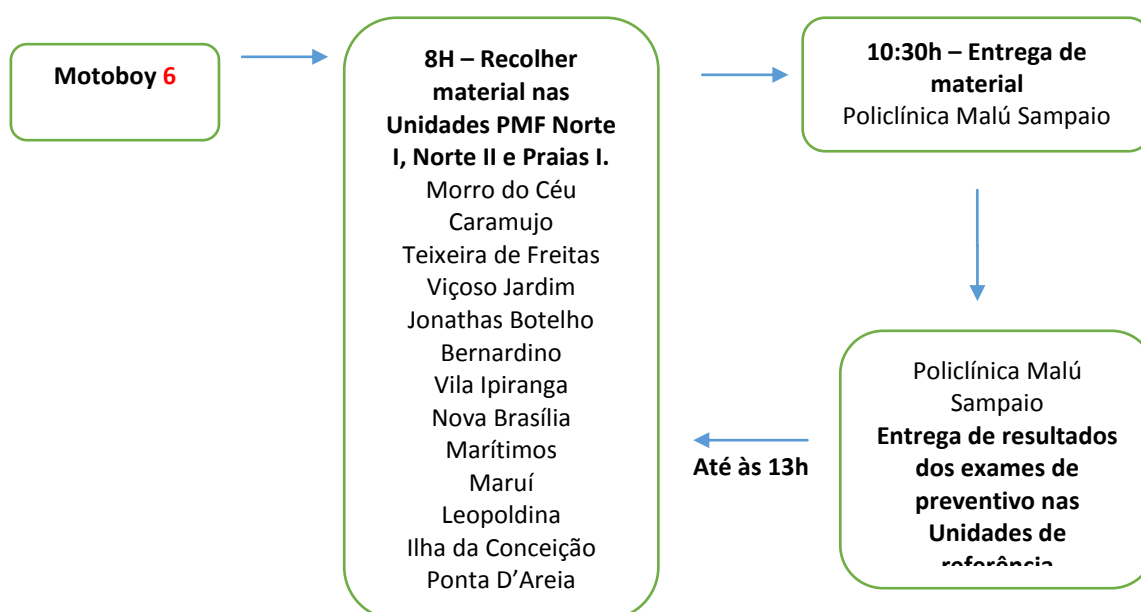 Motoboy 6
8H – Recolher
material nas
Unidades PMF Norte
I, Norte II e Praias I.
Morro do Céu
Caramujo
Teixeira de Freitas
Viçoso Jardim
Jonathas Botelho
Bernardino
Vila Ipiranga
Nova Brasília
Marítimos
Maruí
Leopoldina
Ilha da Conceição
Ponta D’Areia
10:30h – Entrega de
material
Policlínica Malú Sampaio
Policlínica Malú
Sampaio
Entrega de resultados
dos exames de
preventivo nas
Unidades de
referência
Até às 13h